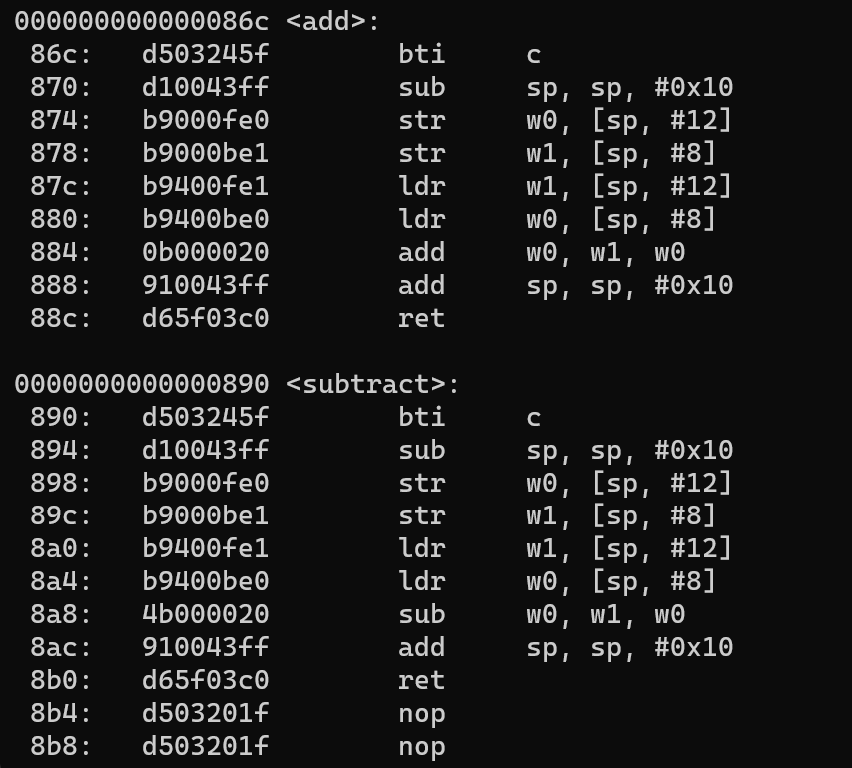 000000000000086c <add>:
 86c:   d503245f        bti     c
 870:   d10043ff        sub     sp, sp, #0x10
 874:   b9000fe0        str     w0, [sp, #12]
 878:   b9000be1        str     w1, [sp, #8]
 87c:   b9400fe1        ldr     w1, [sp, #12]
 880:   b9400be0        ldr     w0, [sp, #8]
 884:   0b000020        add     w0, w1, w0
 888:   910043ff        add     sp, sp, #0x10
 88c:   d65f03c0        ret

0000000000000890 <subtract>:
 890:   d503245f        bti     c
 894:   d10043ff        sub     sp, sp, #0x10
 898:   b9000fe0        str     w0, [sp, #12]
 89c:   b9000be1        str     w1, [sp, #8]
 8a0:   b9400fe1        ldr     w1, [sp, #12]
 8a4:   b9400be0        ldr     w0, [sp, #8]
 8a8:   4b000020        sub     w0, w1, w0
 8ac:   910043ff        add     sp, sp, #0x10
 8b0:   d65f03c0        ret
 8b4:   d503201f        nop
 8b8:   d503201f        nop